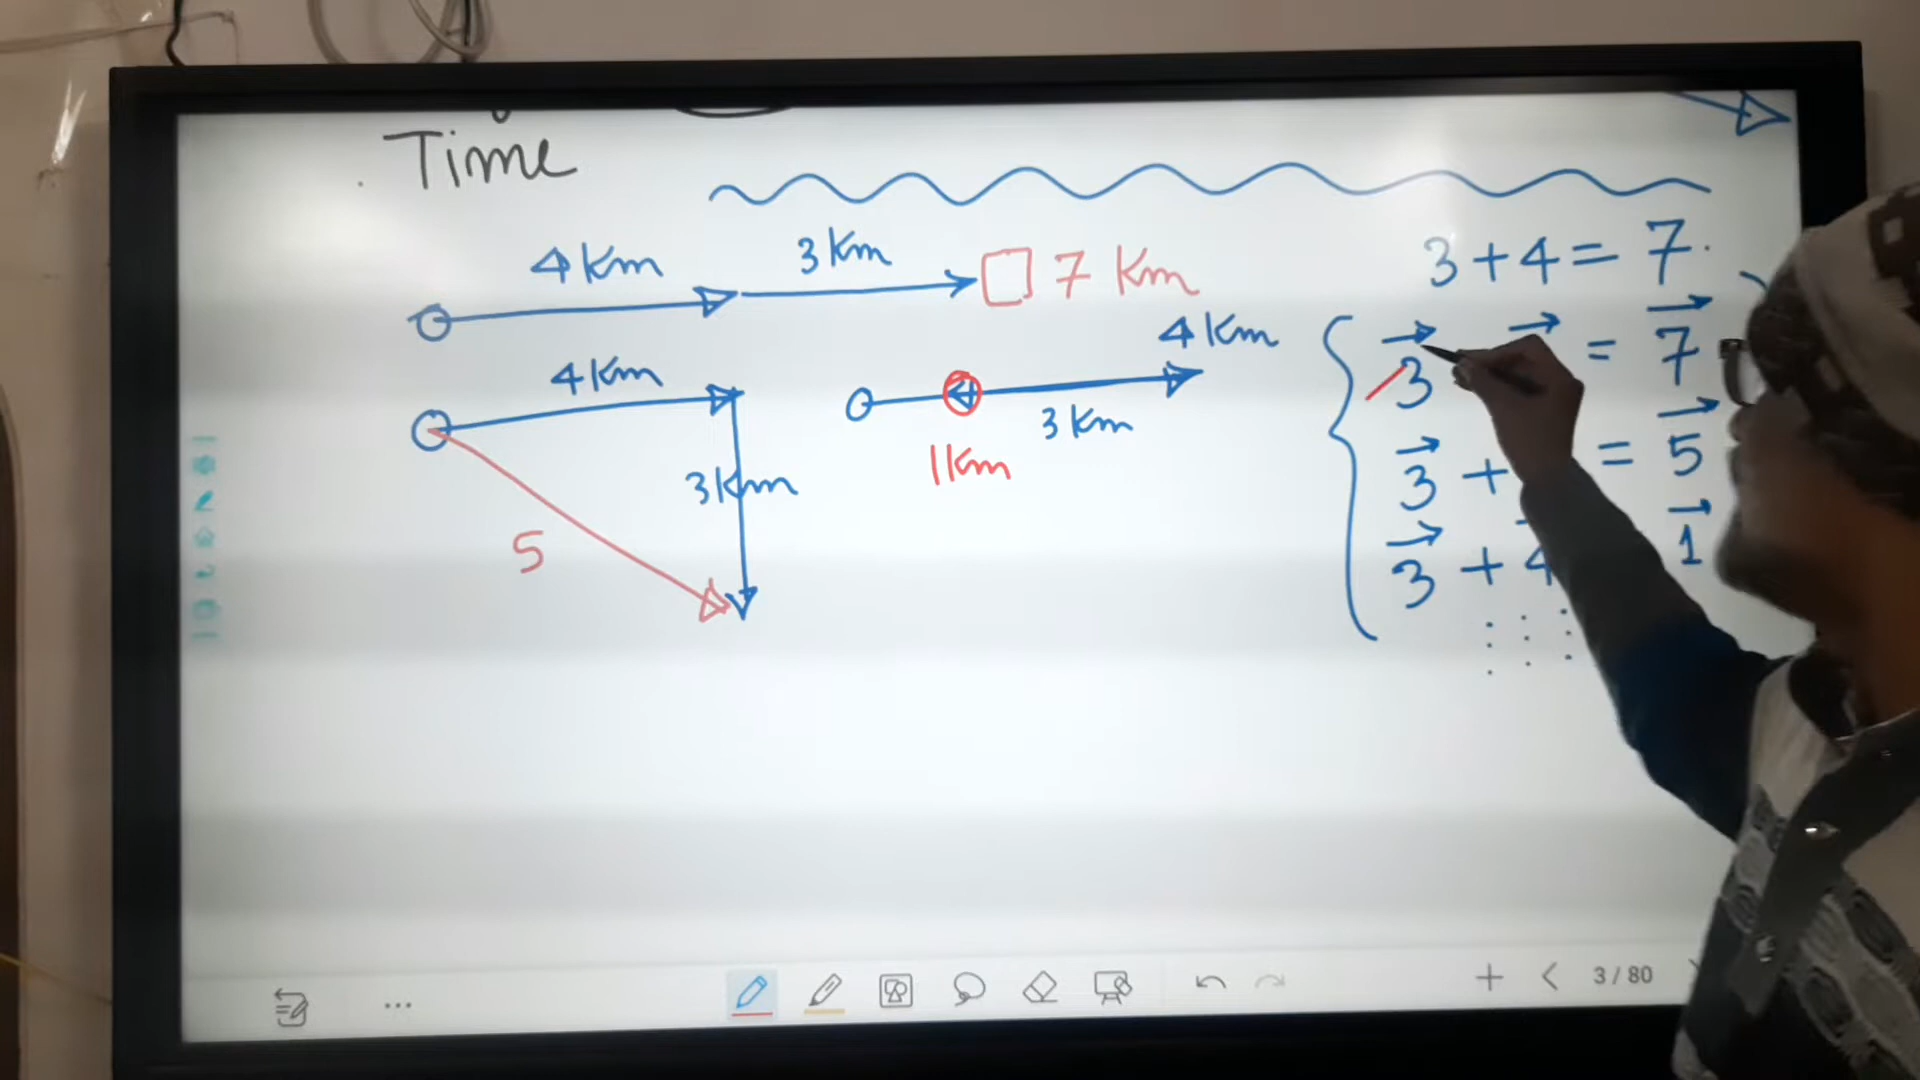 Time
4 Km 3 Km 7 Km
3 + 4 = 7
4 Km
4 Km
3 Km
3 Km
1 Km
5
3⃗ = 7⃗
3⃗ + = 5⃗
3⃗ + 4 1⃗
3 / 80